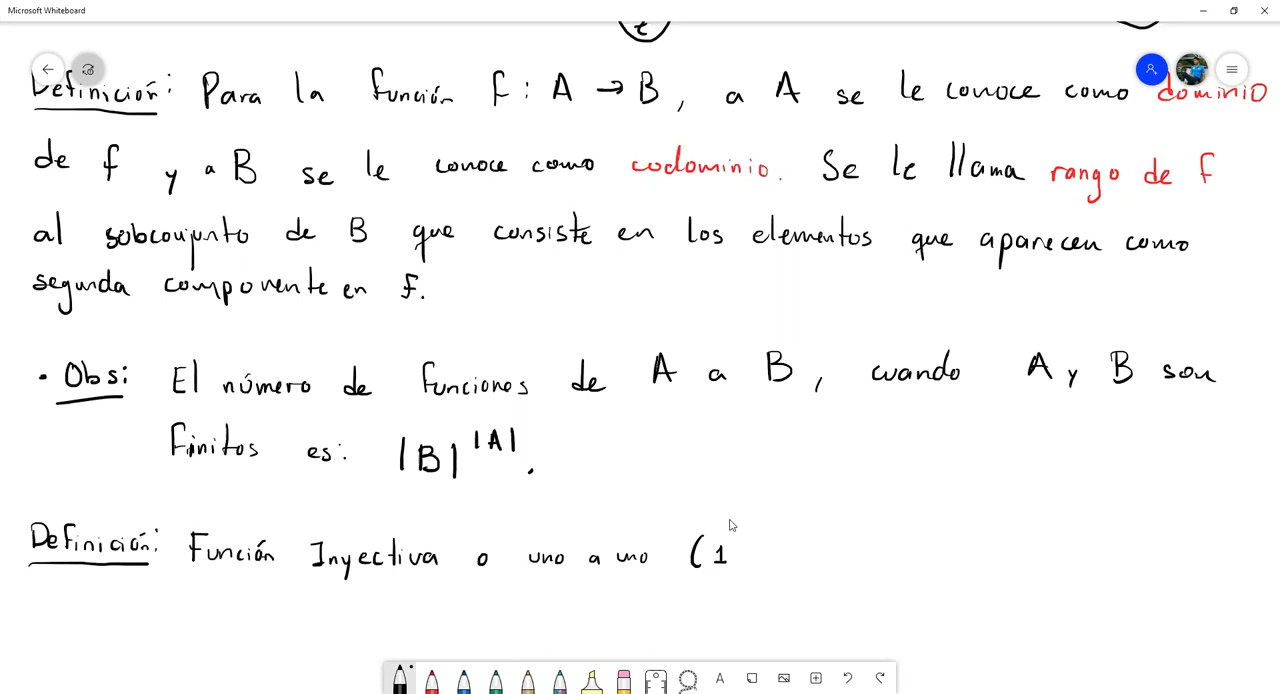 Microsoft Whiteboard
t
Definición: Para la función f: A → B, a A se le conoce como dominio
de f y a B se le conoce como codominio. Se le llama rango de f
al subconjunto de B que consiste en los elementos que aparecen como
segunda componente en f.
• Obs: El número de funciones de A a B, cuando A y B son
finitos es: |B|^|A|.
Definición: Función Inyectiva o uno a uno (1
A